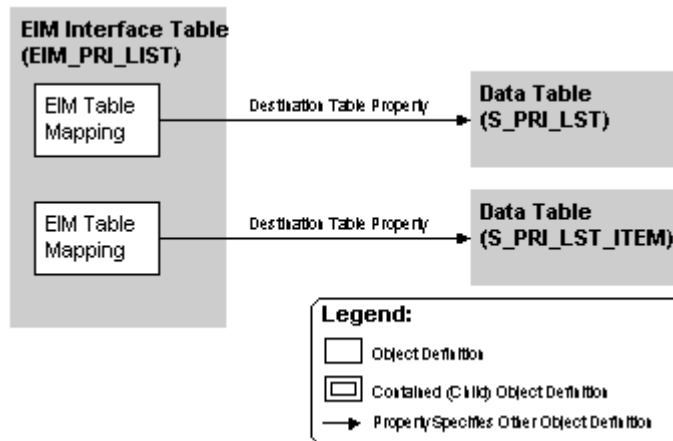 EIM Interface Table
(EIM_PRI_LIST)
EIM Table
Mapping
Destination Table Property
Data Table
(S_PRI_LST)
EIM Table
Mapping
Destination Table Property
Data Table
(S_PRI_LST_ITEM)
Legend:
Object Definition
Contained (Child) Object Definition
Property Specifies Other Object Definition